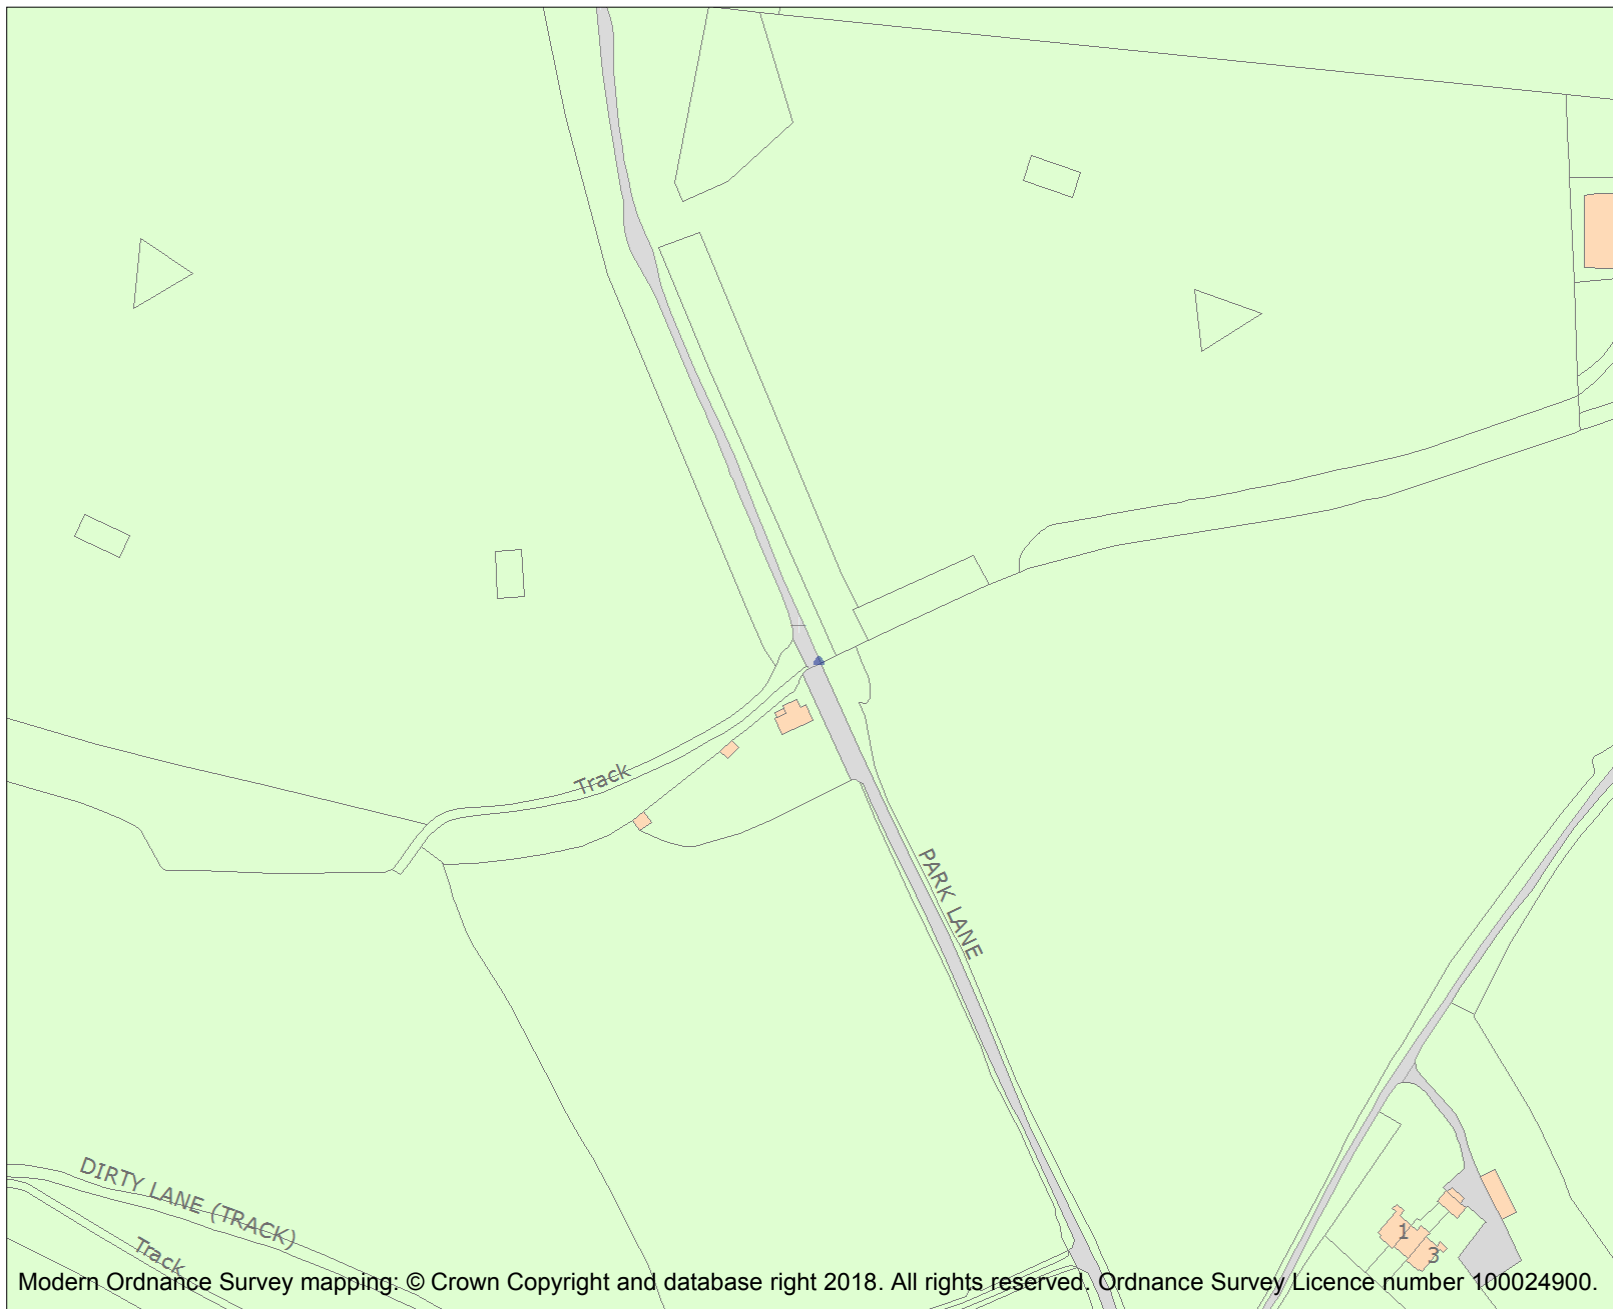 Track
PARK LANE
DIRTY LANE (TRACK)
Track
1
3
Modern Ordnance Survey mapping: © Crown Copyright and database right 2018. All rights reserved. Ordnance Survey Licence number 100024900.